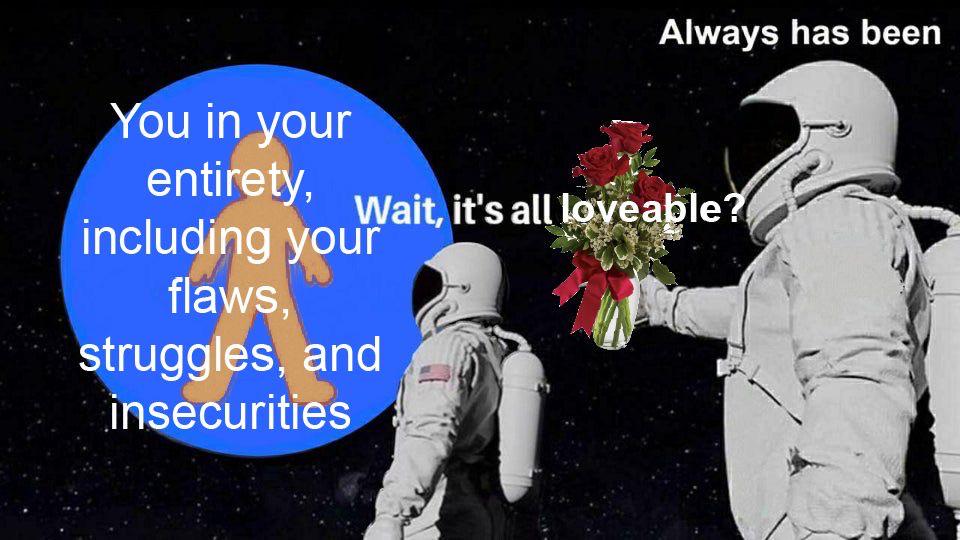 Always has been
You in your
entirety,
including your
flaws,
struggles, and
insecurities
Wait, it's all loveable?